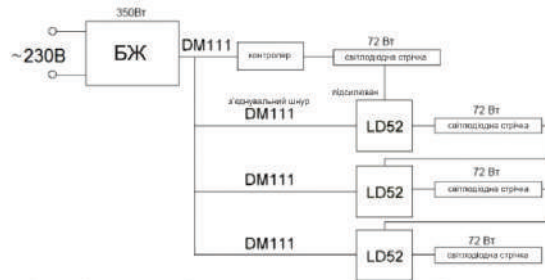 350Вт
~230В
БЖ
DM111
контролер
72 Вт
світлодіодна стрічка
з'єднувальний шнур
DM111
підсилювач
LD52
72 Вт
світлодіодна стрічка
DM111
LD52
72 Вт
світлодіодна стрічка
DM111
LD52
72 Вт
світлодіодна стрічка